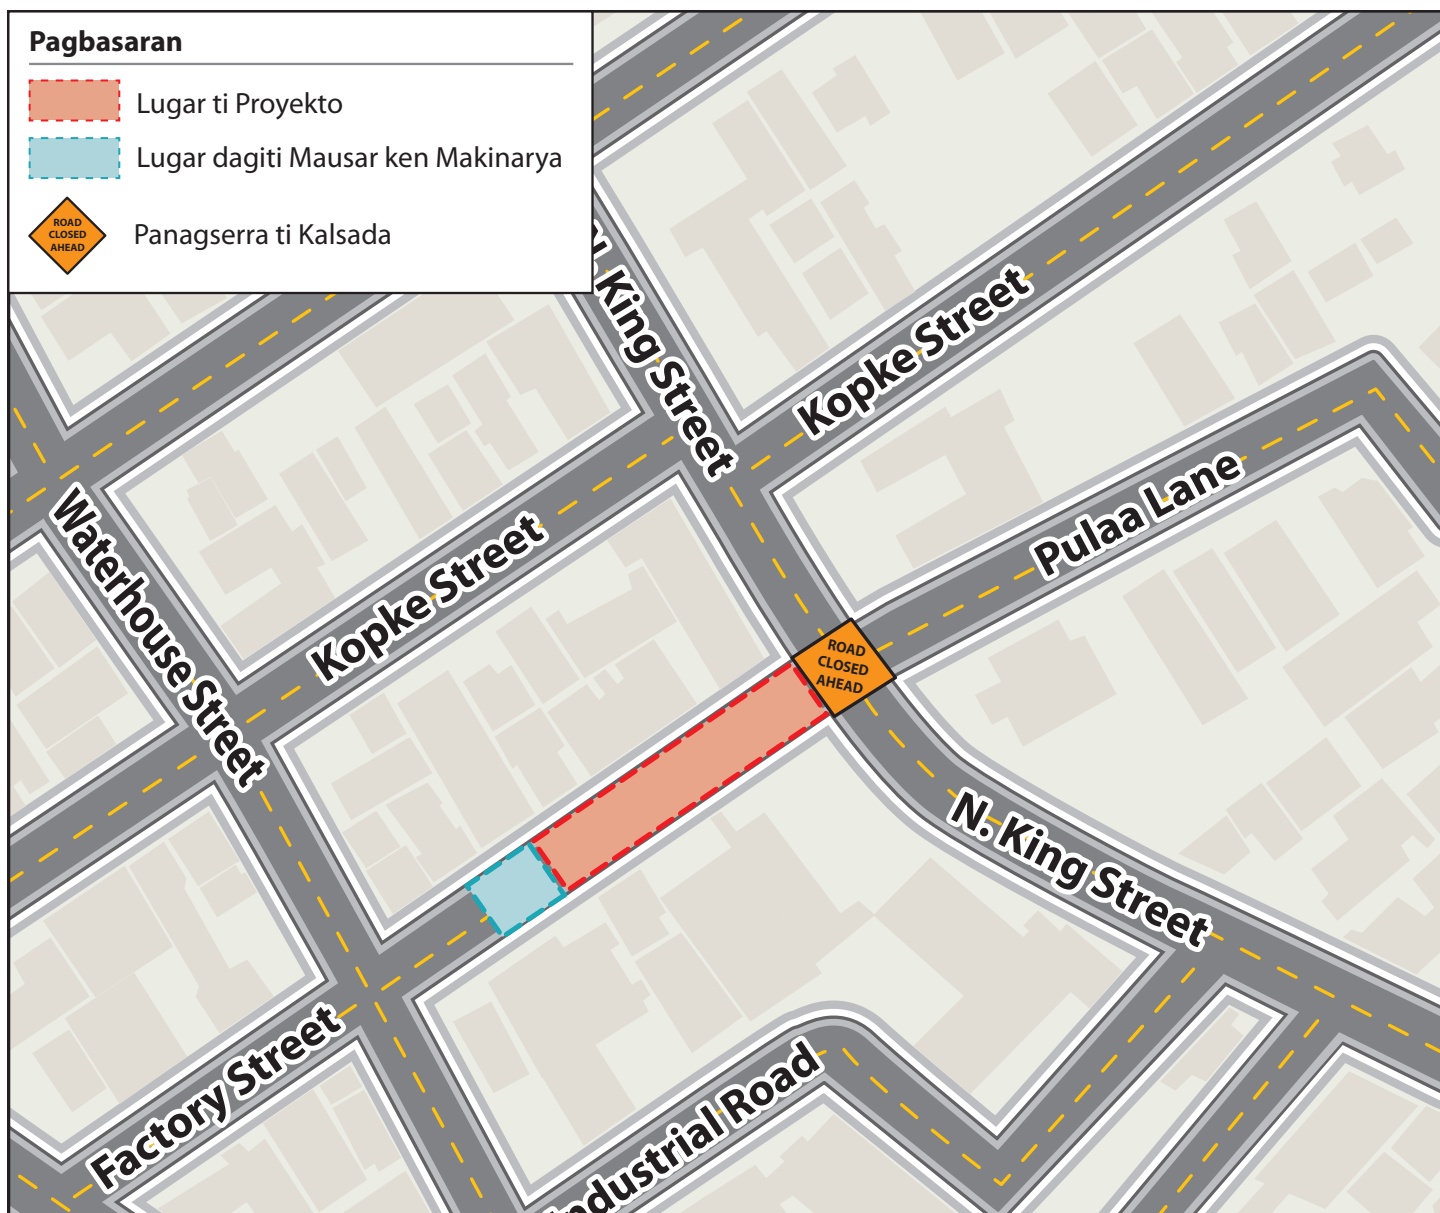 Pagbasaran
Lugar ti Proyekto
Lugar dagiti Mausar ken Makinarya
ROAD
CLOSED
AHEAD
Panagserra ti Kalsada
N. King Street
Kopke Street
Pulaa Lane
Waterhouse Street
Kopke Street
ROAD
CLOSED
AHEAD
N. King Street
Factory Street
Industrial Road